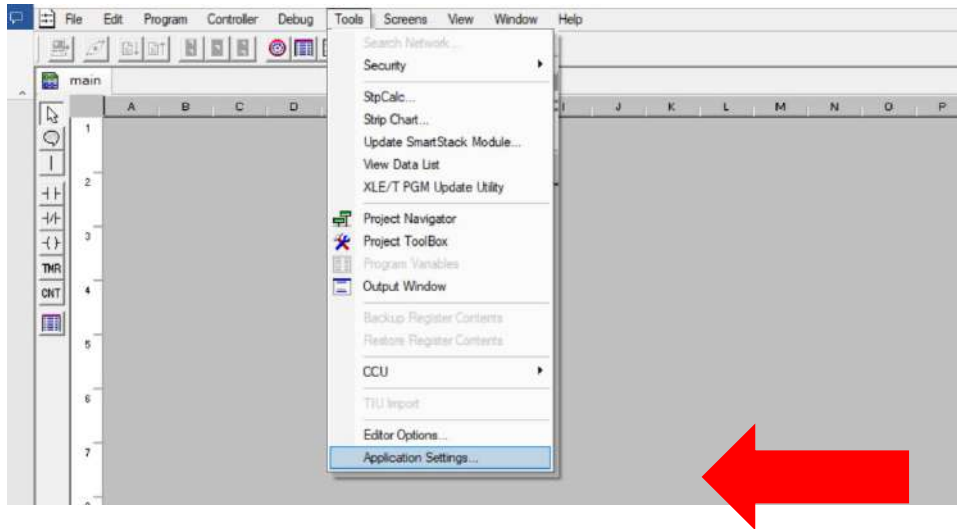 File Edit Program Controller Debug Tools Screens View Window Help
main
A B C D I J K L M N O P
1
2
3
4
5
6
7
TMR
CNT
Search Network...
Security
StpCalc...
Strip Chart...
Update SmartStack Module...
View Data List
XLE/T PGM Update Utility
Project Navigator
Project ToolBox
Program Variables
Output Window
Backup Register Contents
Restore Register Contents
CCU
TIU Import
Editor Options...
Application Settings...